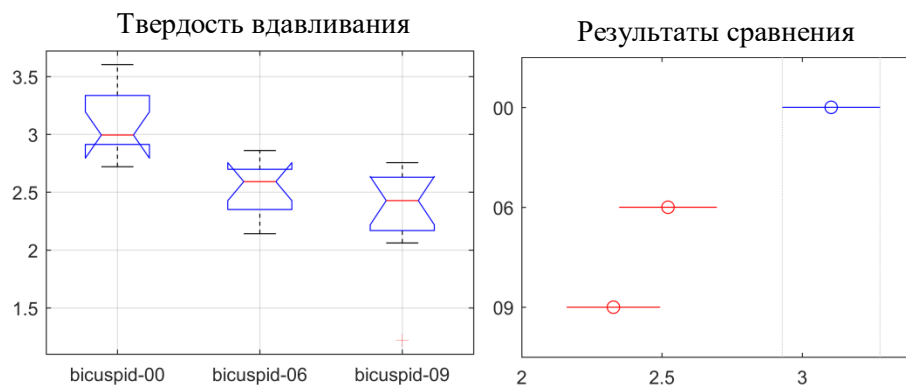 Твердость вдавливания
3.5
3
2.5
2
1.5
bicuspid-00 bicuspid-06 bicuspid-09
Результаты сравнения
00
06
09
2 2.5 3